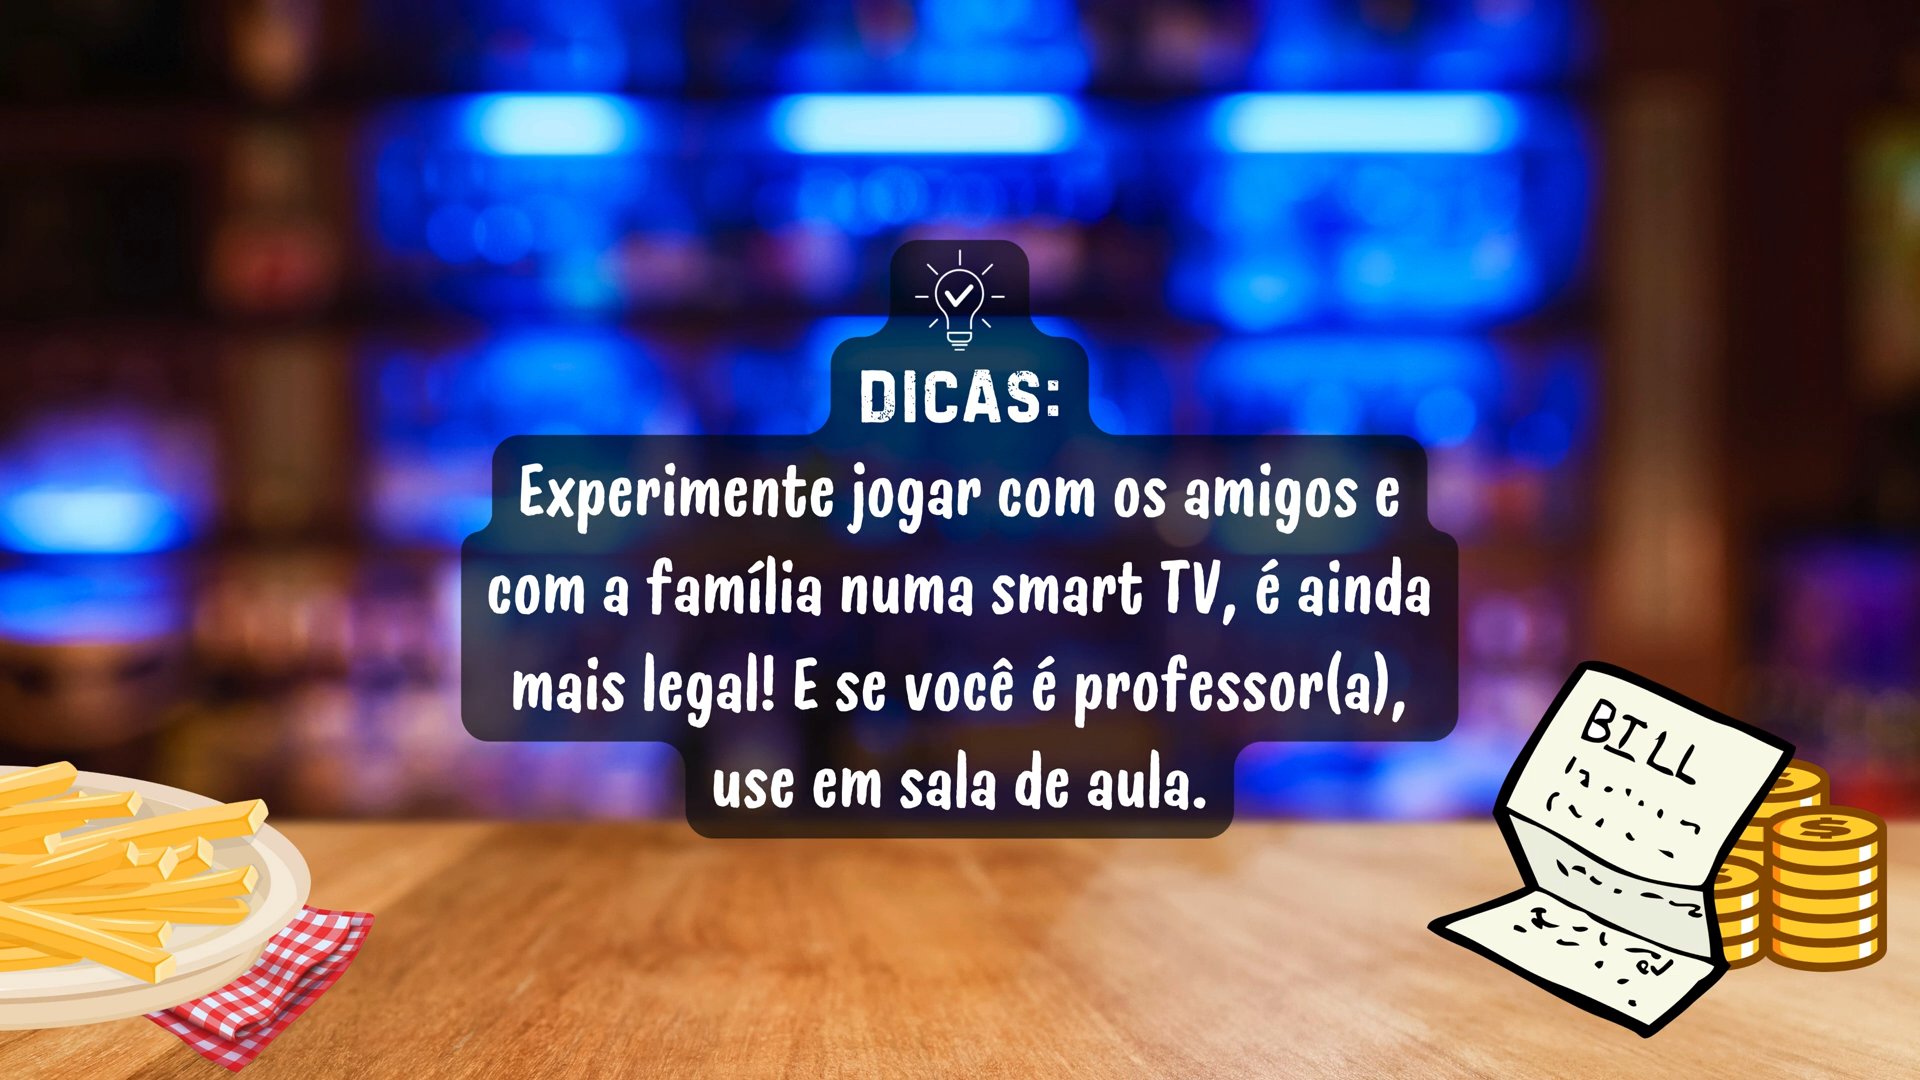 DICAS:
Experimente jogar com os amigos e
com a família numa smart TV, é ainda
mais legal! E se você é professor(a),
use em sala de aula.
BILL
$
$
$